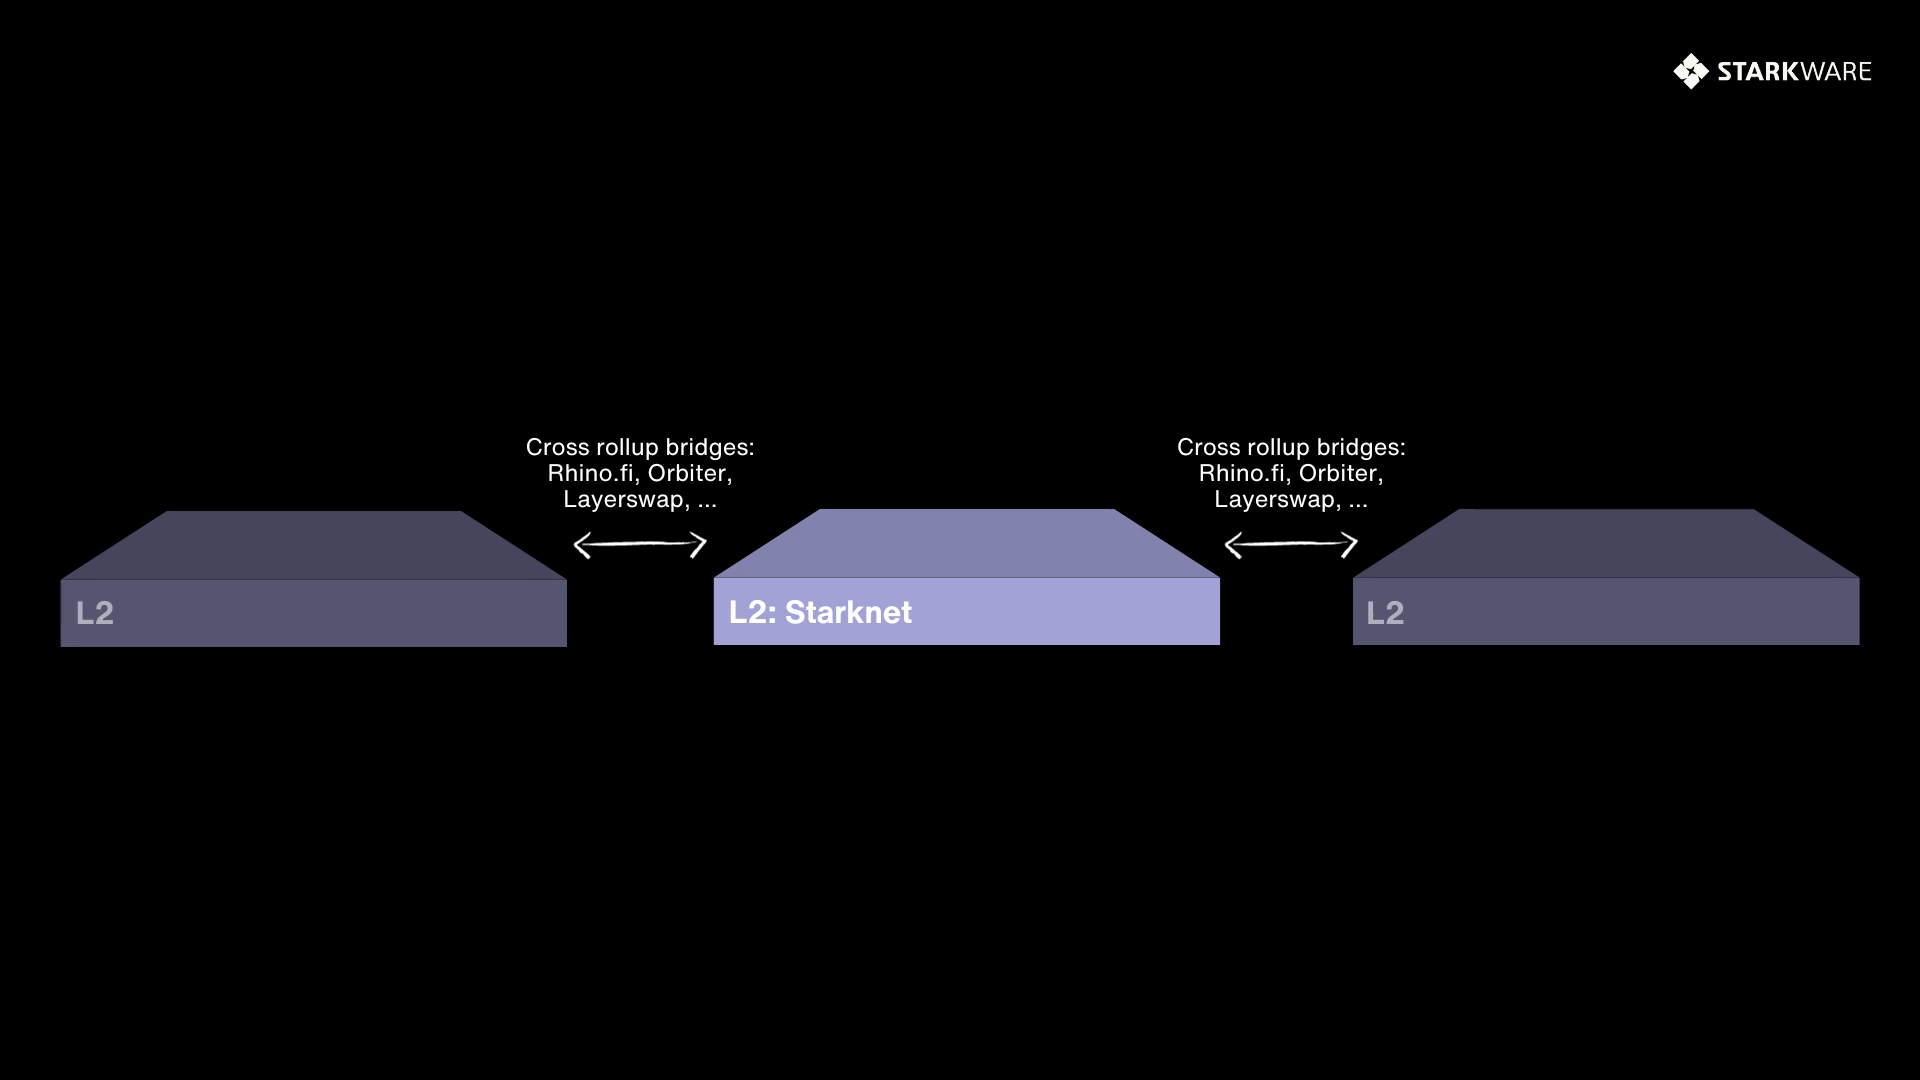 STARKWARE
Cross rollup bridges:
Rhino.fi, Orbiter,
Layerswap, ...
Cross rollup bridges:
Rhino.fi, Orbiter,
Layerswap, ...
L2
L2: Starknet
L2